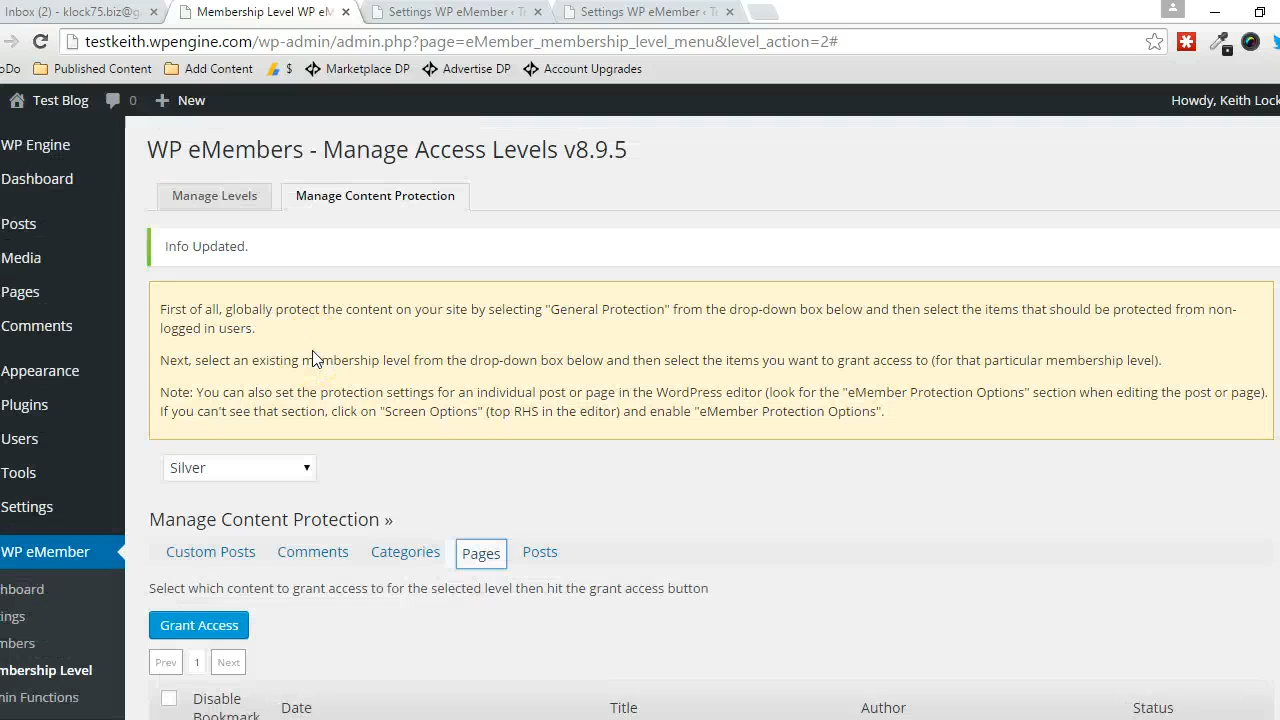 Inbox (2) - klock75.biz@g
Membership Level WP eM
Settings WP eMember ‹ T
Settings WP eMember ‹ T
testkeith.wpengine.com/wp-admin/admin.php?page=eMember_membership_level_menu&level_action=2#
oDo Published Content Add Content $ Marketplace DP Advertise DP Account Upgrades
Test Blog 0 New Howdy, Keith Lock
WP Engine
Dashboard
Posts
Media
Pages
Comments
Appearance
Plugins
Users
Tools
Settings
WP eMember
hboard
ings
mbers
mbership Level
min Functions
WP eMembers - Manage Access Levels v8.9.5
Manage Levels Manage Content Protection
Info Updated.
First of all, globally protect the content on your site by selecting "General Protection" from the drop-down box below and then select the items that should be protected from non-
logged in users.
Next, select an existing membership level from the drop-down box below and then select the items you want to grant access to (for that particular membership level).
Note: You can also set the protection settings for an individual post or page in the WordPress editor (look for the "eMember Protection Options" section when editing the post or page).
If you can't see that section, click on "Screen Options" (top RHS in the editor) and enable "eMember Protection Options".
Silver
Manage Content Protection »
Custom Posts Comments Categories Pages Posts
Select which content to grant access to for the selected level then hit the grant access button
Grant Access
Prev 1 Next
Disable
Bookmark
Date Title Author Status